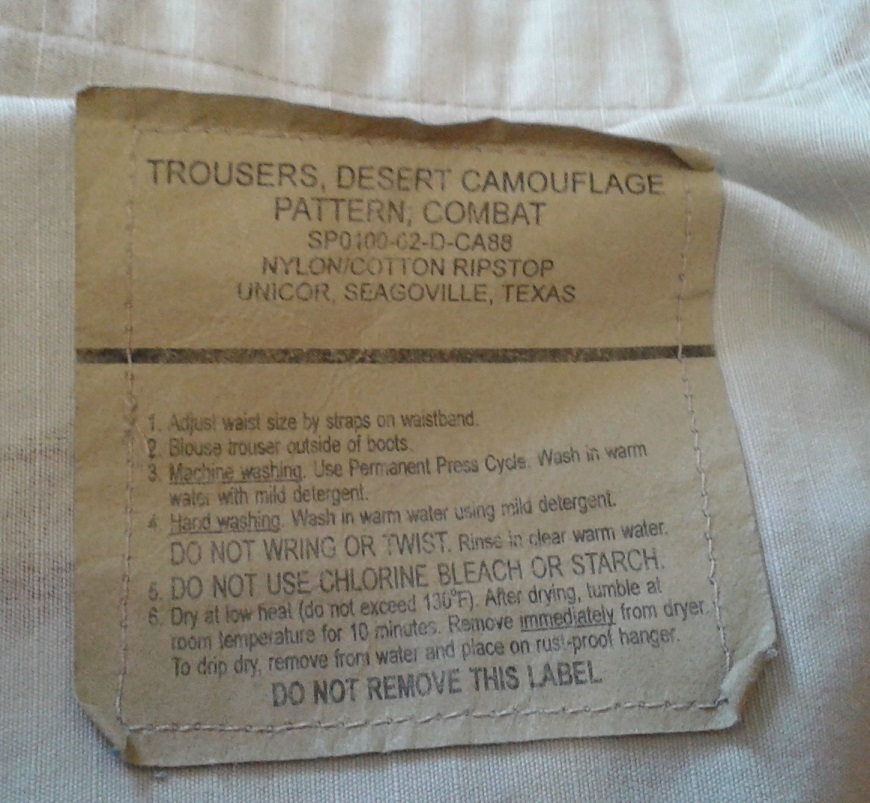 TROUSERS, DESERT CAMOUFLAGE
PATTERN; COMBAT
SP0100-02-D-CA88
NYLON/COTTON RIPSTOP
UNICOR, SEAGOVILLE, TEXAS
1. Adjust waist size by straps on waistband.
2. Blouse trouser outside of boots.
3. Machine washing. Use Permanent Press Cycle. Wash in warm
water with mild detergent.
4. Hand washing. Wash in warm water using mild detergent.
DO NOT WRING OR TWIST. Rinse in clear warm water.
5. DO NOT USE CHLORINE BLEACH OR STARCH.
6. Dry at low heat (do not exceed 130°F). After drying, tumble at
room temperature for 10 minutes. Remove immediately from dryer.
To drip dry, remove from water and place on rust-proof hanger.
DO NOT REMOVE THIS LABEL